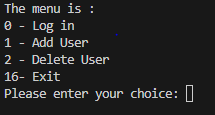 The menu is :
0 - Log in
1 - Add User
2 - Delete User
16- Exit
Please enter your choice: